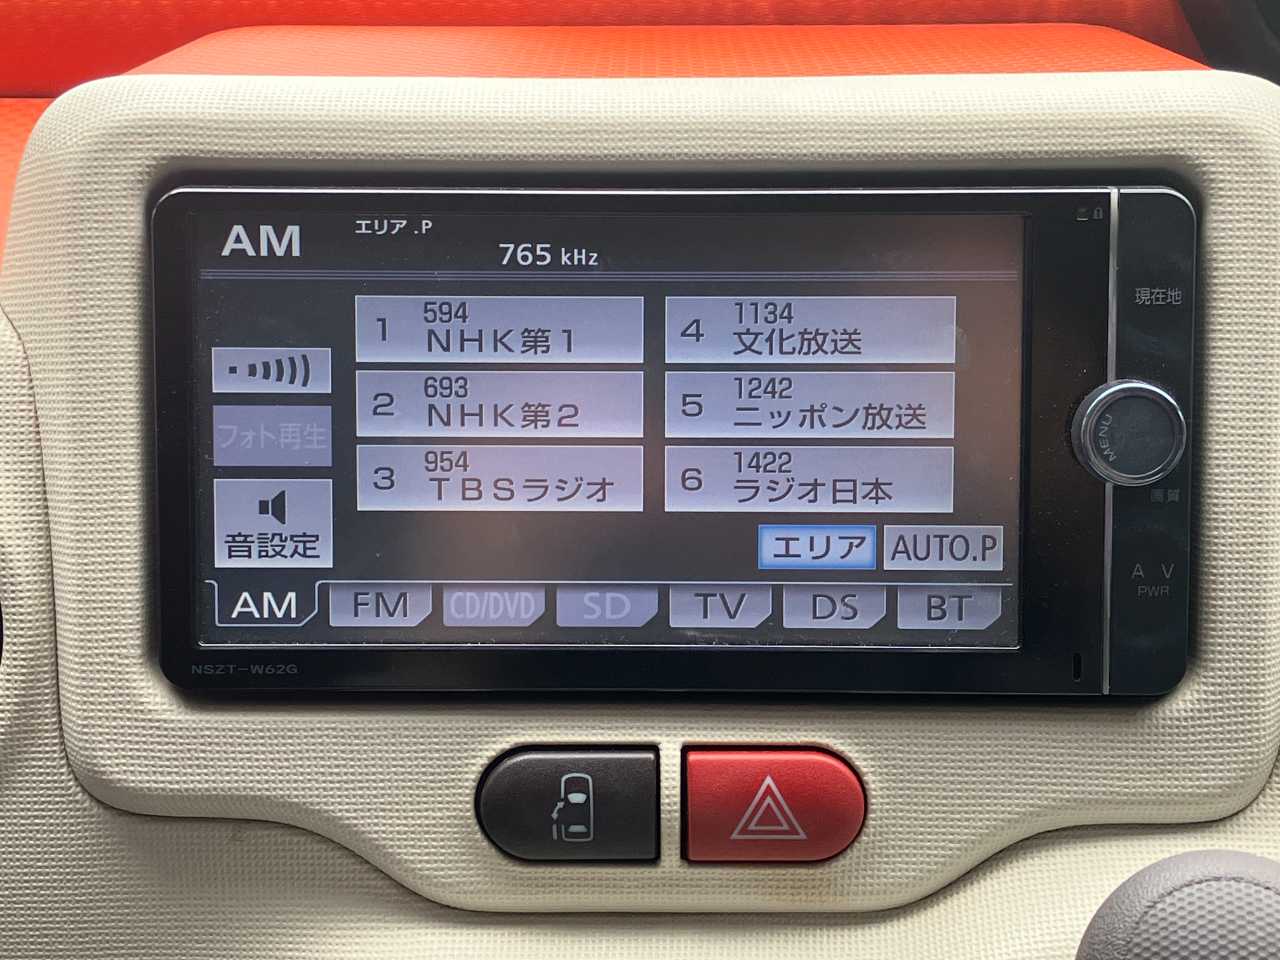 AM
エリア.P
765 kHz
1 594 NHK第1
2 693 NHK第2
3 954 TBSラジオ
4 1134 文化放送
5 1242 ニッポン放送
6 1422 ラジオ日本
フォト再生
音設定
エリア
AUTO.P
AM
FM
CD/DVD
SD
TV
DS
BT
NSZT-W62G
現在地
MENU
画質
A V
PWR